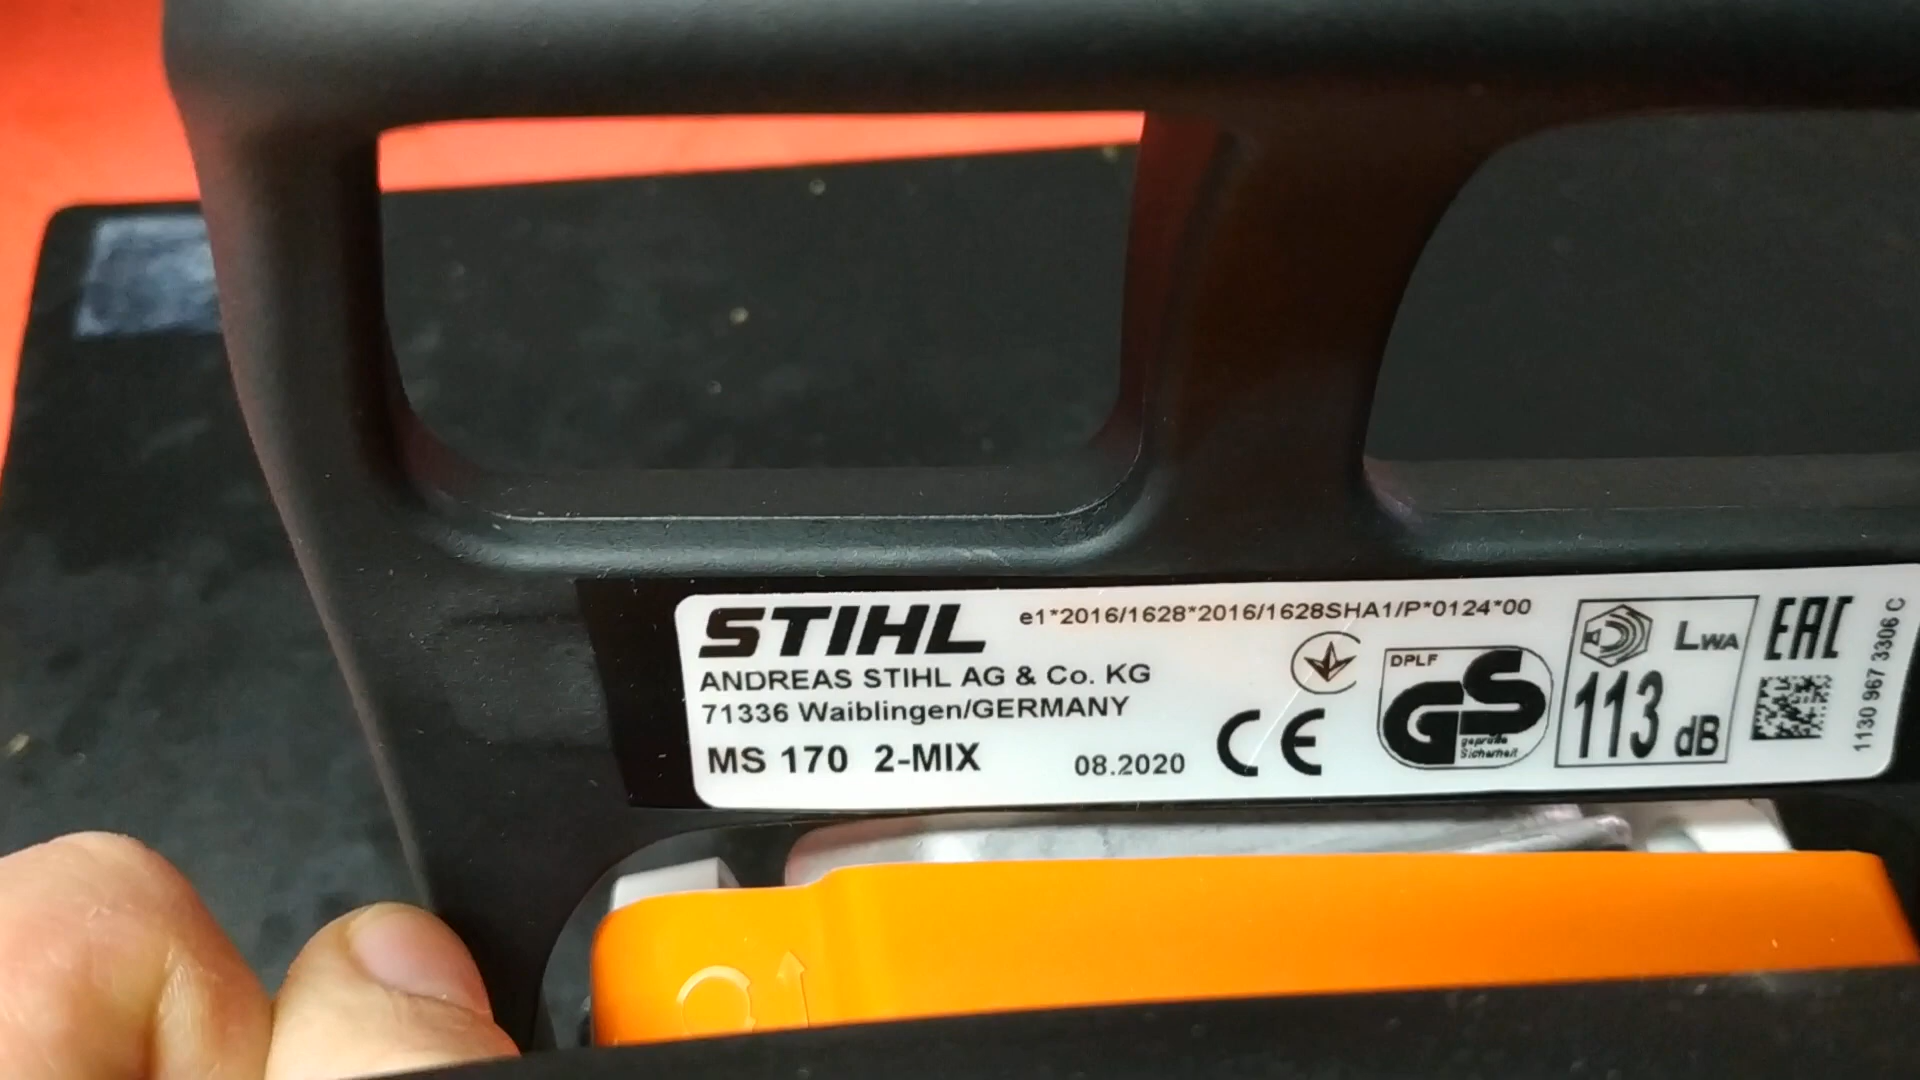 STIHL
e1*2016/1628*2016/1628SHA1/P*0124*00
ANDREAS STIHL AG & Co. KG
71336 Waiblingen/GERMANY
MS 170 2-MIX
08.2020
CE
DPLF
GS
geprüfte
Sicherheit
LWA
113 dB
EAC
1130 967 3306 C